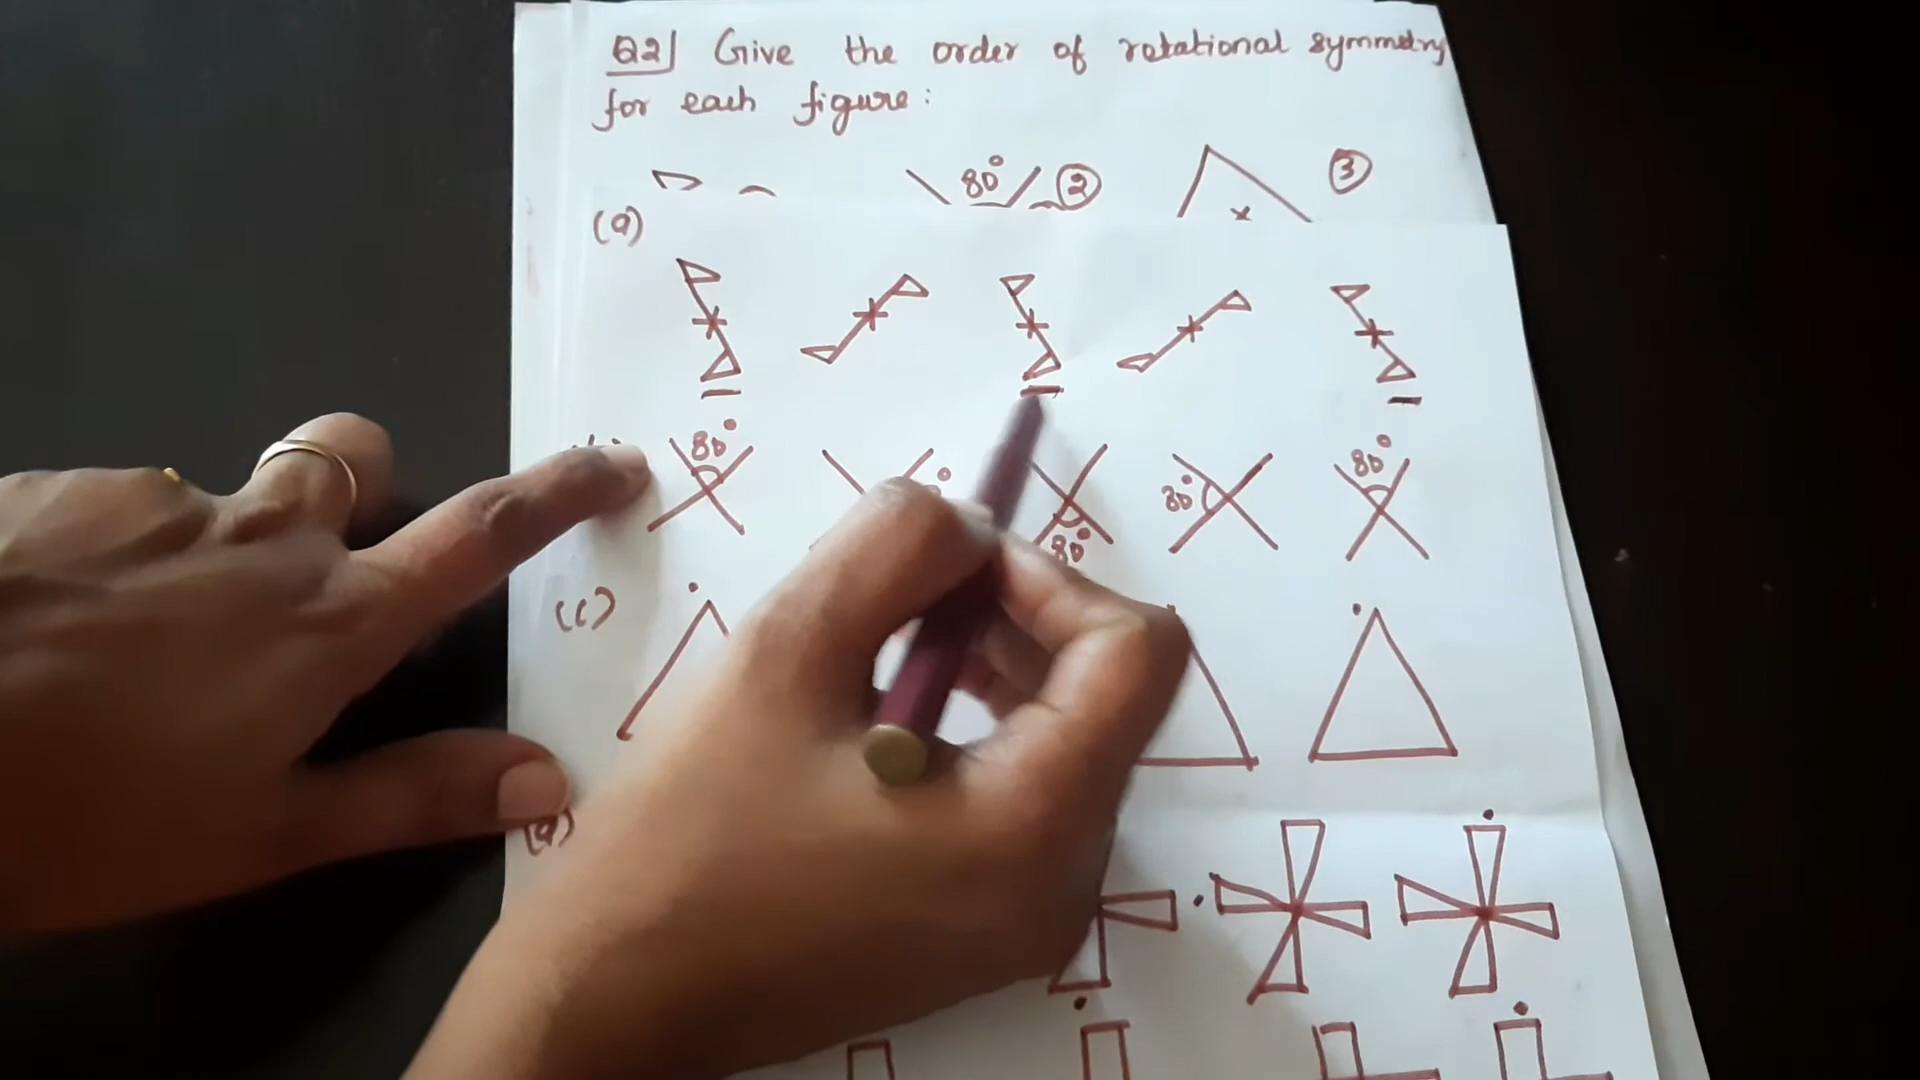 Q2] Give the order of rotational symmetry
for each figure:
80° ② ③
(a)
80° 80° 80° 80°
(c)
(d)